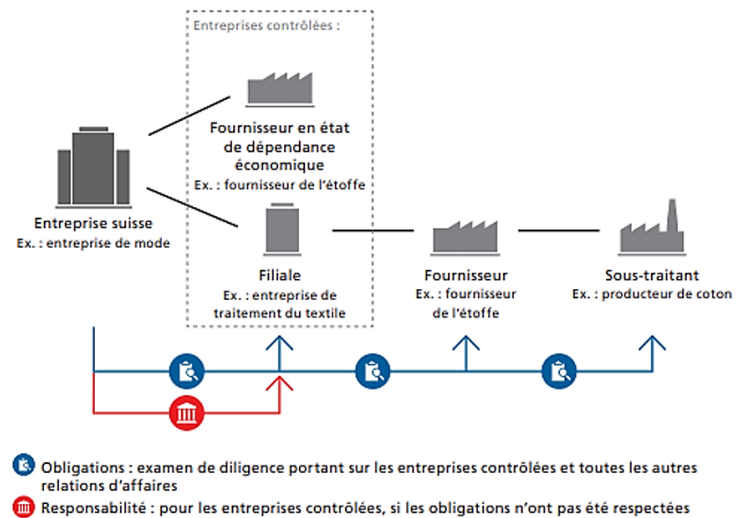 Entreprises contrôlées :
Fournisseur en état
de dépendance
économique
Ex. : fournisseur de l'étoffe
Entreprise suisse
Ex. : entreprise de mode
Filiale
Ex. : entreprise de
traitement du textile
Fournisseur
Ex. : fournisseur
de l'étoffe
Sous-traitant
Ex. : producteur de coton
Obligations : examen de diligence portant sur les entreprises contrôlées et toutes les autres
relations d'affaires
Responsabilité : pour les entreprises contrôlées, si les obligations n'ont pas été respectées